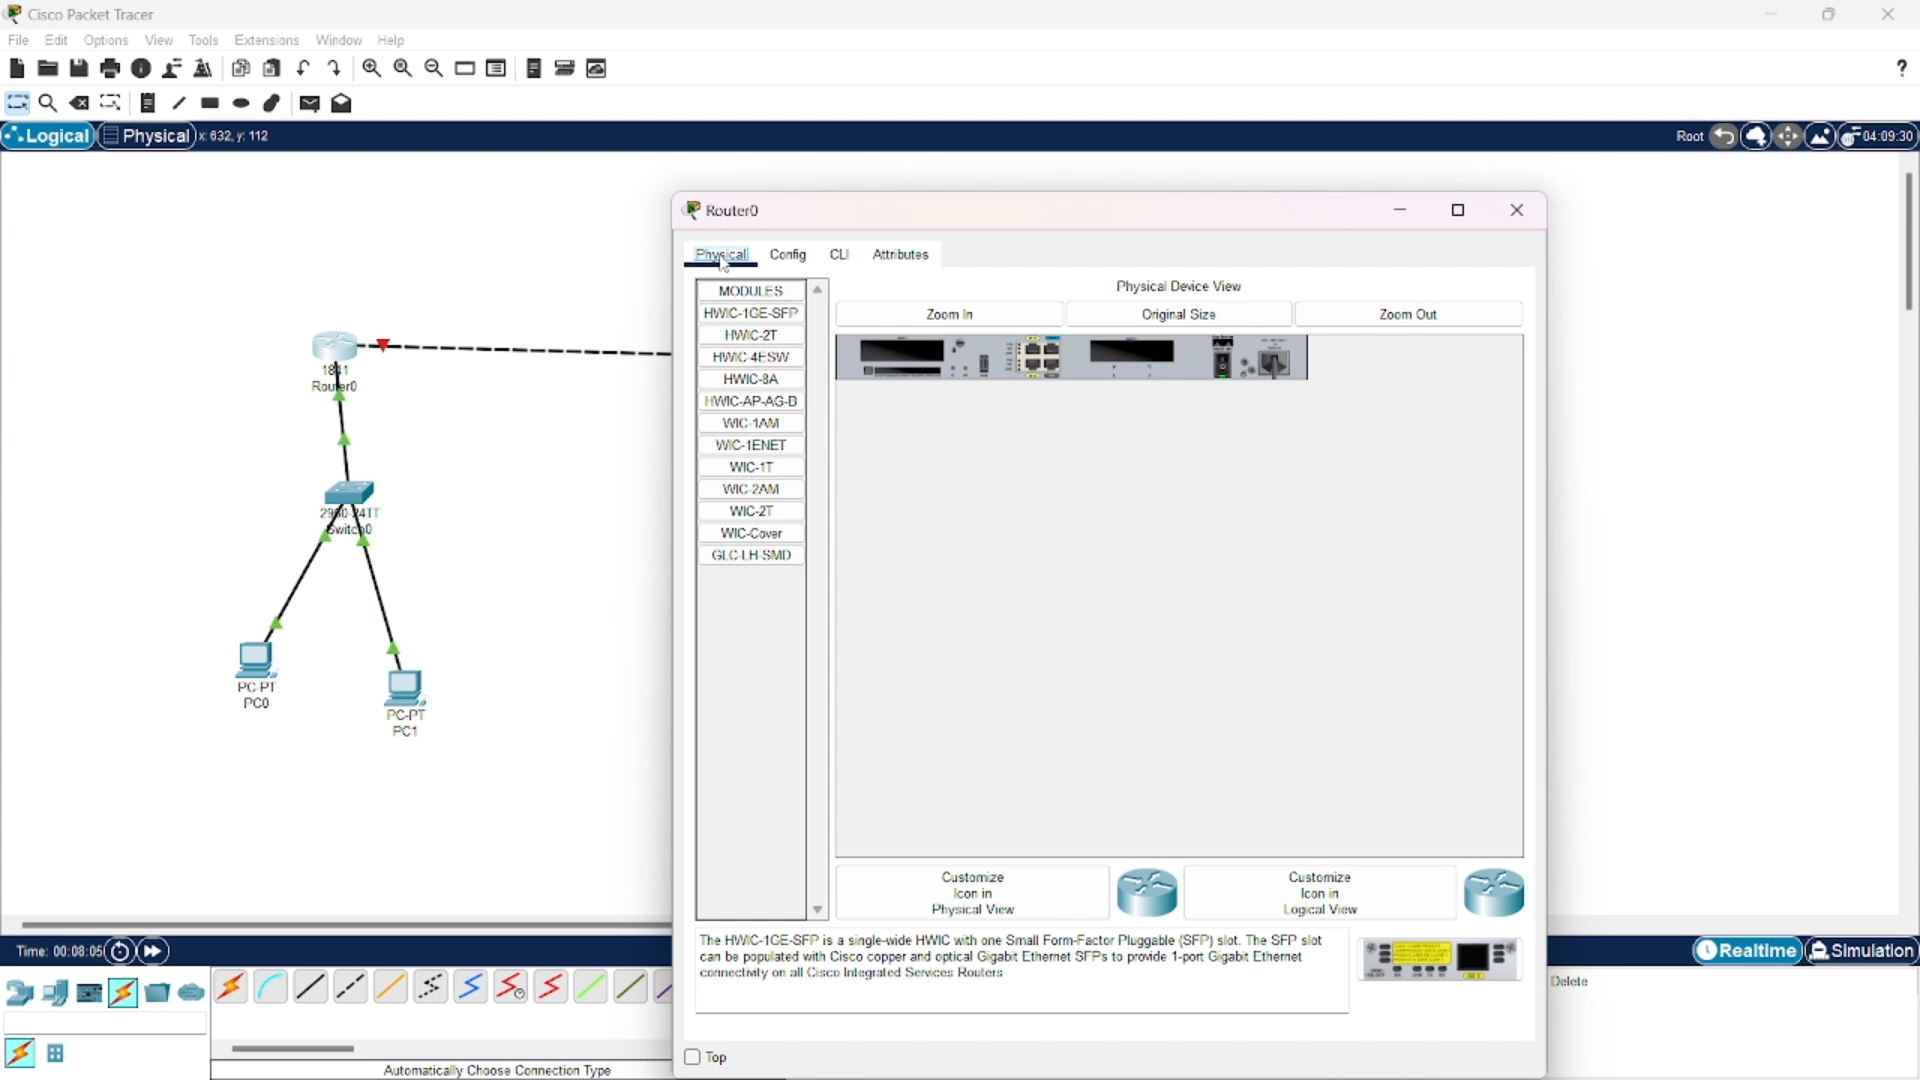 Cisco Packet Tracer
File Edit Options View Tools Extensions Window Help
?
Logical Physical x: 632, y: 112
Root 04:09:30
Router0
Physical Config CLI Attributes
MODULES
HWIC-1GE-SFP
HWIC-2T
HWIC-4ESW
HWIC-8A
HWIC-AP-AG-B
WIC-1AM
WIC-1ENET
WIC-1T
WIC-2AM
WIC-2T
WIC-Cover
GLC-LH-SMD
Physical Device View
Zoom In Original Size Zoom Out
1841
Router0
2960-24TT
Switch0
PC-PT
PC0
PC-PT
PC1
Customize
Icon in
Physical View
Customize
Icon in
Logical View
The HWIC-1GE-SFP is a single-wide HWIC with one Small Form-Factor Pluggable (SFP) slot. The SFP slot
can be populated with Cisco copper and optical Gigabit Ethernet SFPs to provide 1-port Gigabit Ethernet
connectivity on all Cisco Integrated Services Routers
Top
Time: 00:08:05
Realtime Simulation
Delete
Automatically Choose Connection Type